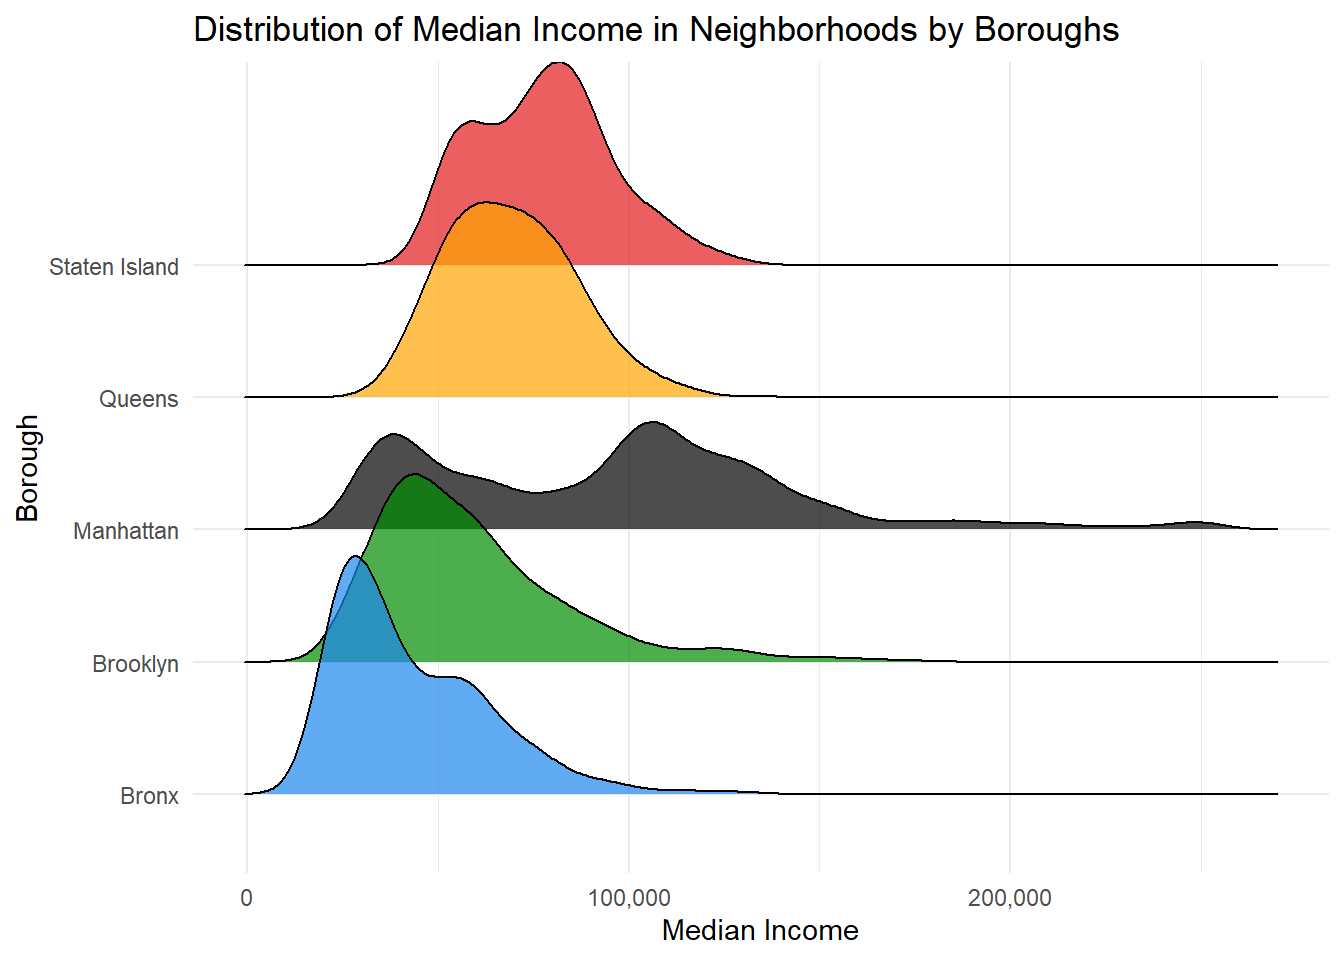 Distribution of Median Income in Neighborhoods by Boroughs
Staten Island
Queens
Manhattan
Brooklyn
Bronx
Borough
0
100,000
200,000
Median Income